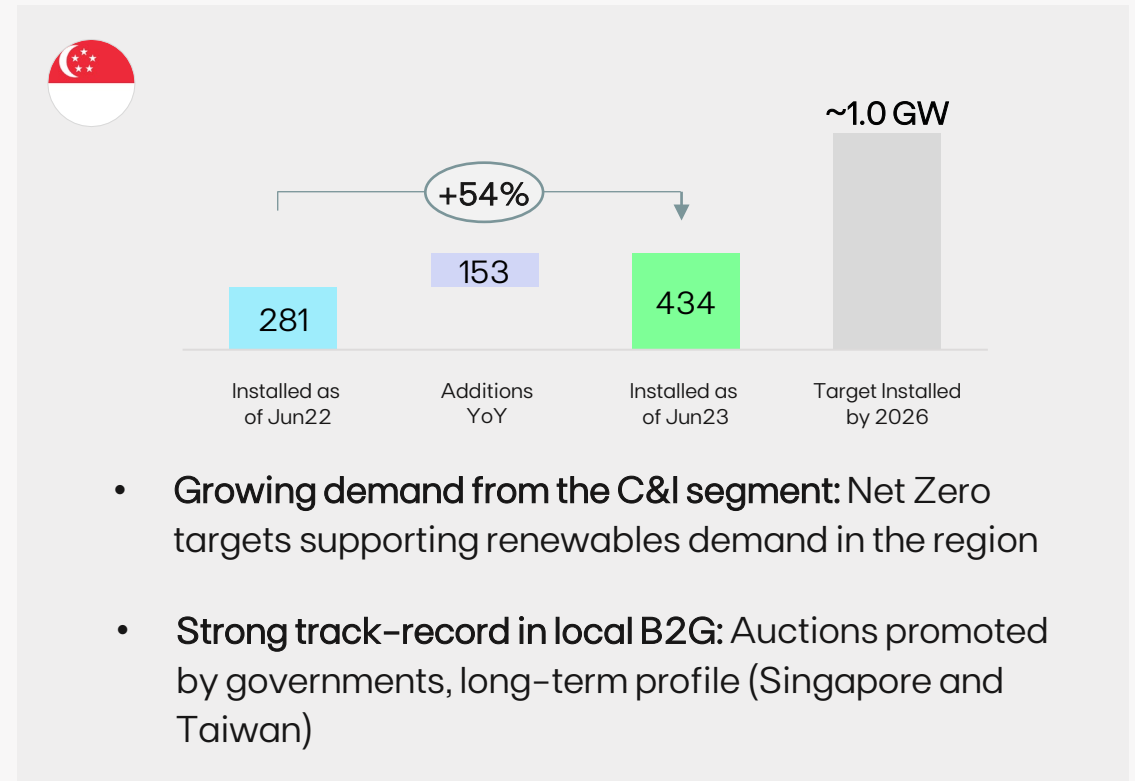 ~1.0 GW
+54%
153
281
434
Installed as
of Jun22
Additions
YoY
Installed as
of Jun23
Target Installed
by 2026
• Growing demand from the C&I segment: Net Zero
targets supporting renewables demand in the region
• Strong track-record in local B2G: Auctions promoted
by governments, long-term profile (Singapore and
Taiwan)